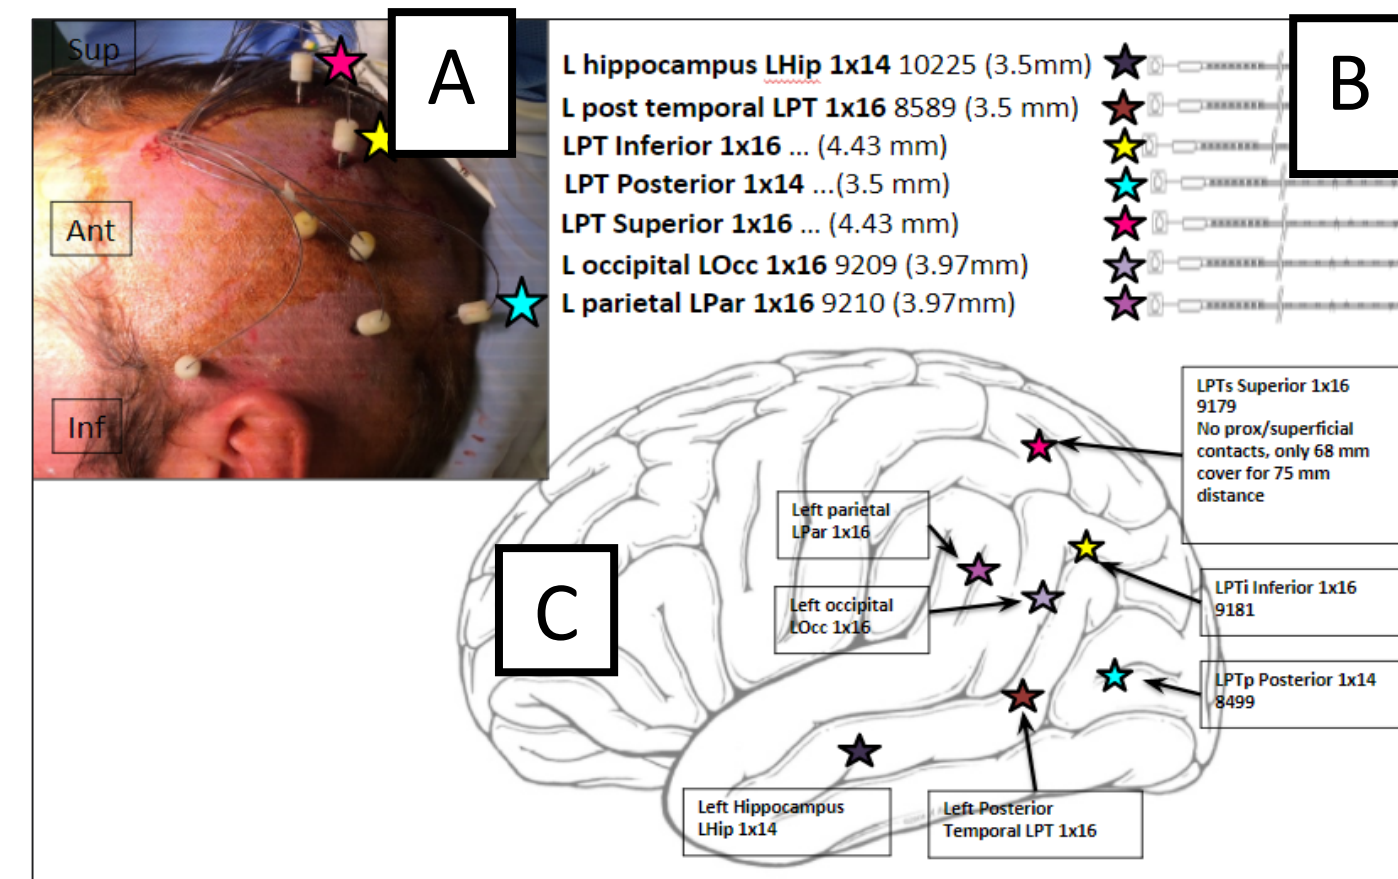 Sup
A
Ant
Inf
L hippocampus LHip 1x14 10225 (3.5mm)
L post temporal LPT 1x16 8589 (3.5 mm)
LPT Inferior 1x16 ... (4.43 mm)
LPT Posterior 1x14 ...(3.5 mm)
LPT Superior 1x16 ... (4.43 mm)
L occipital LOcc 1x16 9209 (3.97mm)
L parietal LPar 1x16 9210 (3.97mm)
B
LPTs Superior 1x16
9179
No prox/superficial
contacts, only 68 mm
cover for 75 mm
distance
Left parietal
LPar 1x16
Left occipital
LOcc 1x16
LPTi Inferior 1x16
9181
LPTp Posterior 1x14
8499
C
Left Hippocampus
LHip 1x14
Left Posterior
Temporal LPT 1x16